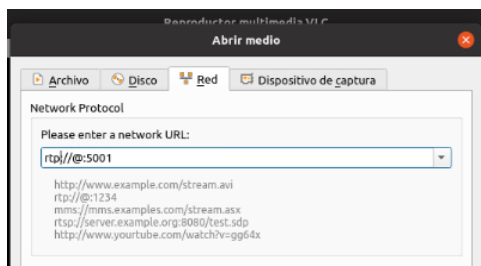 Reproductor multimedia VLC
Abrir medio
Archivo Disco Red Dispositivo de captura
Network Protocol
Please enter a network URL:
rtp://@:5001
http://www.example.com/stream.avi
rtp://@:1234
mms://mms.examples.com/stream.asx
rtsp://server.example.org:8080/test.sdp
http://www.yourtube.com/watch?v=gg64x